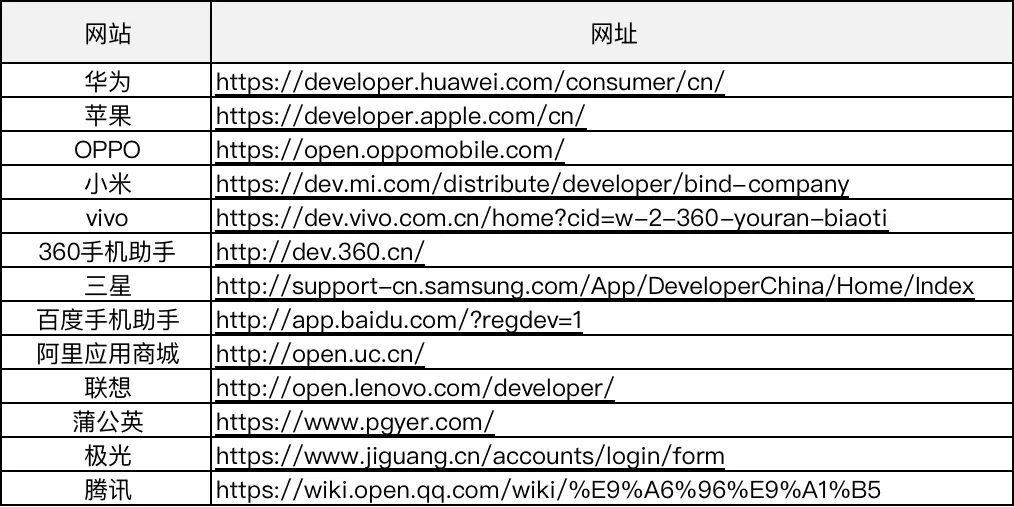 网站 网址
华为 https://developer.huawei.com/consumer/cn/
苹果 https://developer.apple.com/cn/
OPPO https://open.oppomobile.com/
小米 https://dev.mi.com/distribute/developer/bind-company
vivo https://dev.vivo.com.cn/home?cid=w-2-360-youran-biaoti
360手机助手 http://dev.360.cn/
三星 http://support-cn.samsung.com/App/DeveloperChina/Home/Index
百度手机助手 http://app.baidu.com/?regdev=1
阿里应用商城 http://open.uc.cn/
联想 http://open.lenovo.com/developer/
蒲公英 https://www.pgyer.com/
极光 https://www.jiguang.cn/accounts/login/form
腾讯 https://wiki.open.qq.com/wiki/%E9%A6%96%E9%A1%B5